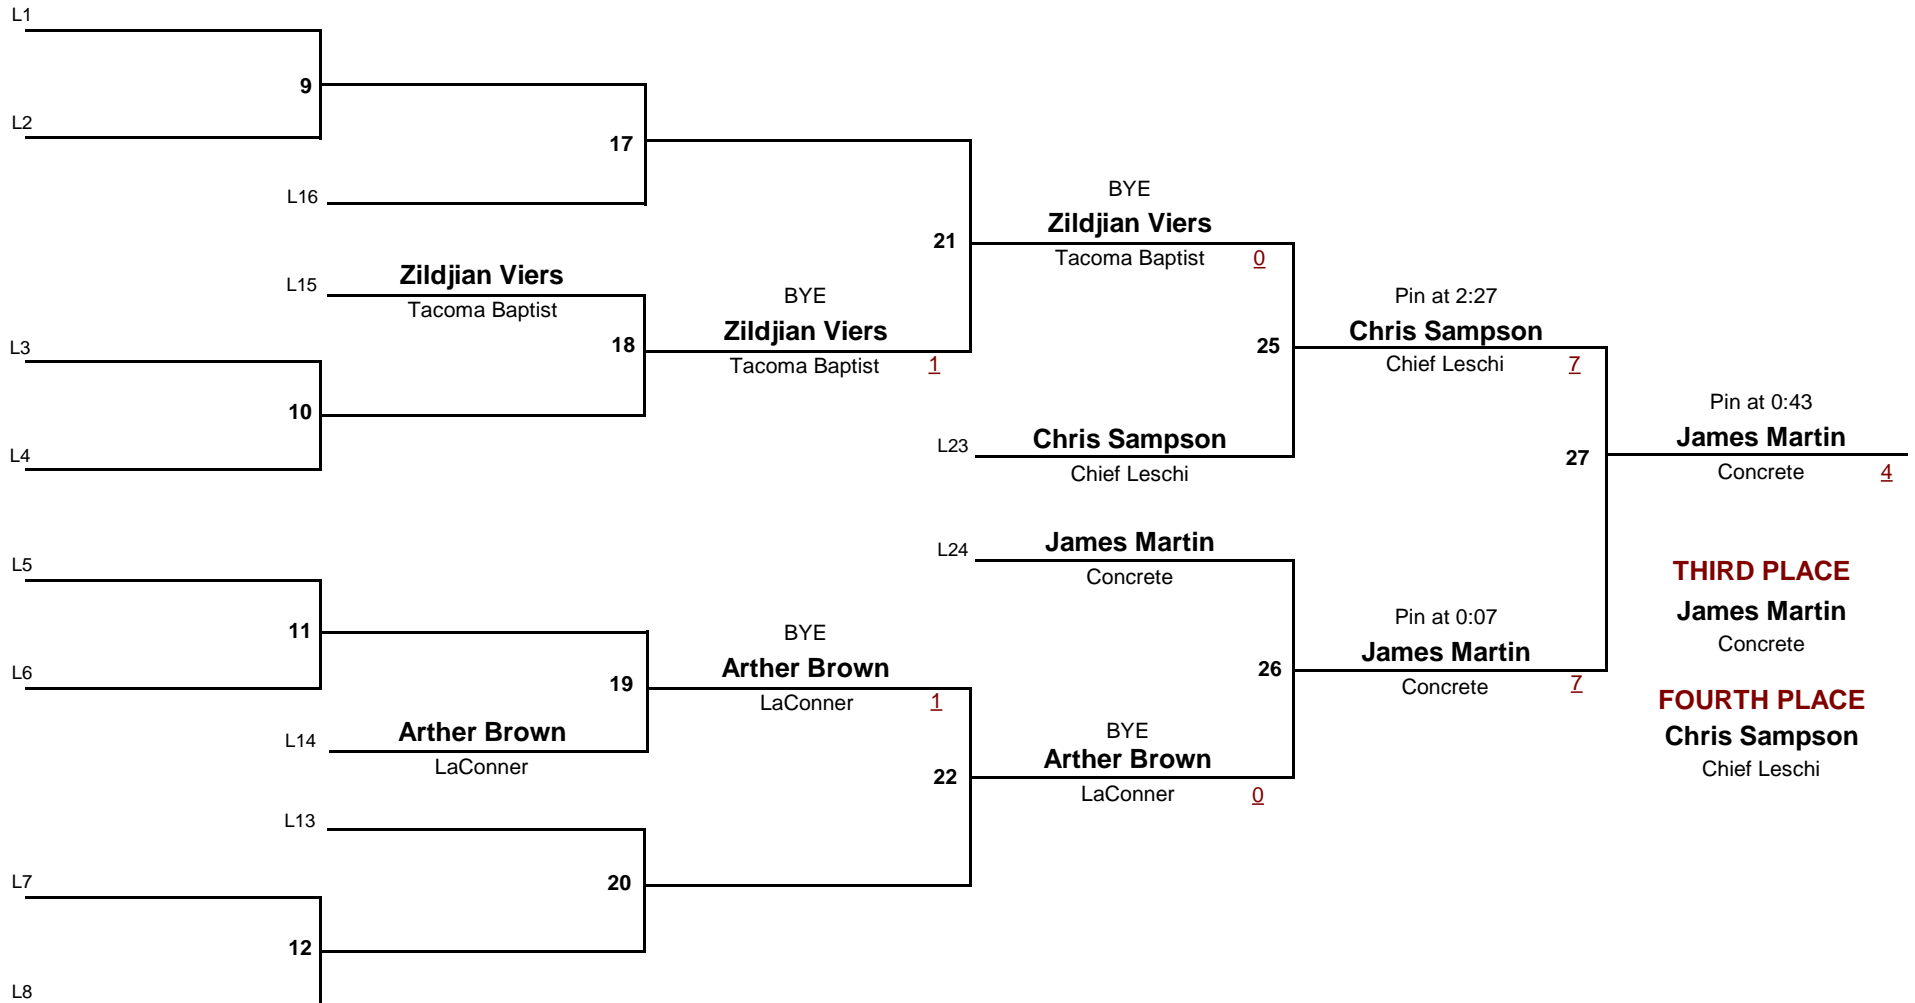 L1
9
L2
17
L16
BYE
Zildjian Viers
21
Tacoma Baptist 0
L15 Zildjian Viers
Tacoma Baptist
BYE
Zildjian Viers
18
Tacoma Baptist 1
L3
10
L4
Pin at 2:27
Chris Sampson
25
Chief Leschi 7
L23 Chris Sampson
Chief Leschi
Pin at 0:43
James Martin
27
Concrete 4
L24 James Martin
Concrete
L5
11
L6
BYE
Arther Brown
19
LaConner 1
L14 Arther Brown
LaConner
Pin at 0:07
James Martin
26
Concrete 7
BYE
Arther Brown
22
LaConner 0
L13
20
L7
12
L8
THIRD PLACE
James Martin
Concrete
FOURTH PLACE
Chris Sampson
Chief Leschi